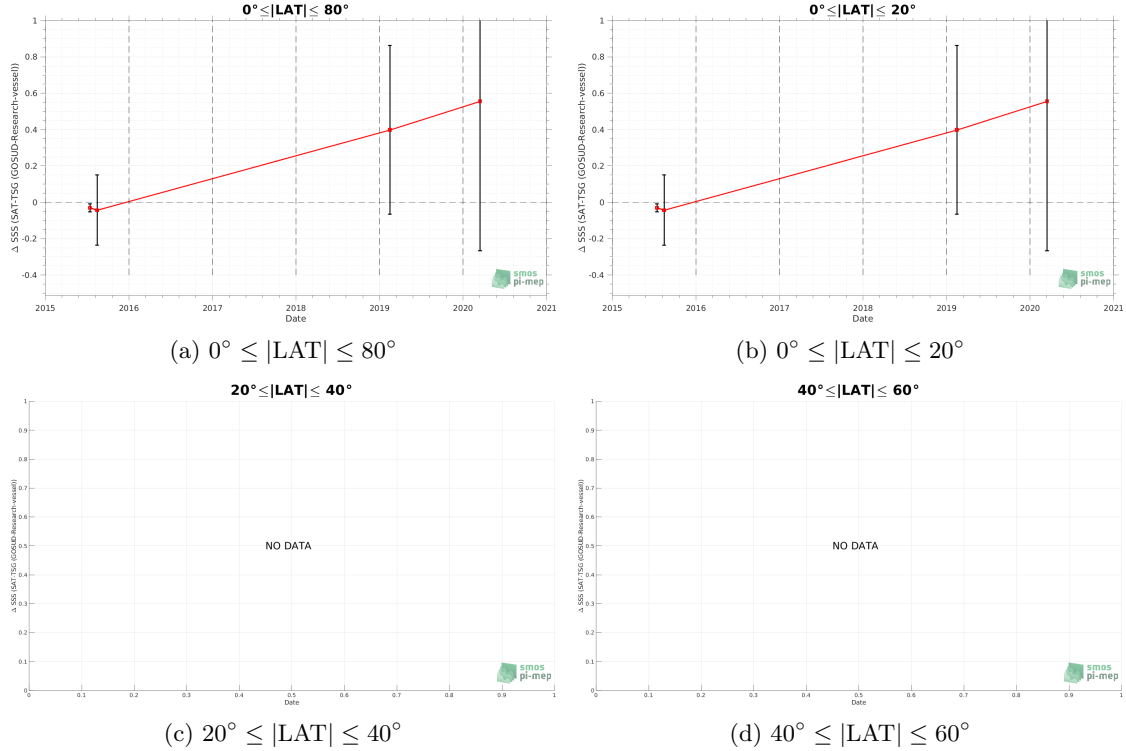 0°≤|LAT|≤ 80°
Δ SSS (SAT-TSG (GOSUD-Research-vessel))
1
0.8
0.6
0.4
0.2
0
-0.2
-0.4
2015 2016 2017 2018 2019 2020 2021
Date
smos
pi-mep
(a) 0° ≤ |LAT| ≤ 80°
0°≤|LAT|≤ 20°
Δ SSS (SAT-TSG (GOSUD-Research-vessel))
1
0.8
0.6
0.4
0.2
0
-0.2
-0.4
2015 2016 2017 2018 2019 2020 2021
Date
smos
pi-mep
(b) 0° ≤ |LAT| ≤ 20°
20°≤|LAT|≤ 40°
Δ SSS (SAT-TSG (GOSUD-Research-vessel))
1
0.9
0.8
0.7
0.6
0.5
0.4
0.3
0.2
0.1
0
NO DATA
0 0.1 0.2 0.3 0.4 0.5 0.6 0.7 0.8 0.9 1
Date
smos
pi-mep
(c) 20° ≤ |LAT| ≤ 40°
40°≤|LAT|≤ 60°
Δ SSS (SAT-TSG (GOSUD-Research-vessel))
1
0.9
0.8
0.7
0.6
0.5
0.4
0.3
0.2
0.1
0
NO DATA
0 0.1 0.2 0.3 0.4 0.5 0.6 0.7 0.8 0.9 1
Date
smos
pi-mep
(d) 40° ≤ |LAT| ≤ 60°